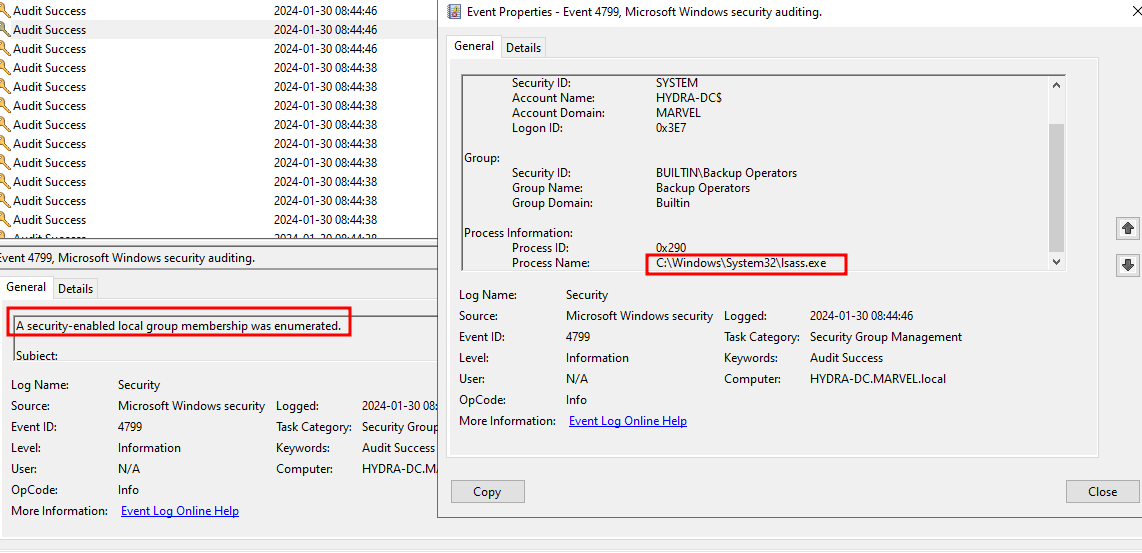 Audit Success 2024-01-30 08:44:46
Audit Success 2024-01-30 08:44:46
Audit Success 2024-01-30 08:44:46
Audit Success 2024-01-30 08:44:38
Audit Success 2024-01-30 08:44:38
Audit Success 2024-01-30 08:44:38
Audit Success 2024-01-30 08:44:38
Audit Success 2024-01-30 08:44:38
Audit Success 2024-01-30 08:44:38
Audit Success 2024-01-30 08:44:38
Audit Success 2024-01-30 08:44:38
Audit Success 2024-01-30 08:44:38
Audit Success 2024-01-30 08:44:38
Event 4799, Microsoft Windows security auditing.
General Details
A security-enabled local group membership was enumerated.
Subject:
Log Name: Security
Source: Microsoft Windows security Logged: 2024-01-30 08:
Event ID: 4799 Task Category: Security Group
Level: Information Keywords: Audit Success
User: N/A Computer: HYDRA-DC.M
OpCode: Info
More Information: Event Log Online Help
Event Properties - Event 4799, Microsoft Windows security auditing.
General Details
Security ID: SYSTEM
Account Name: HYDRA-DC$
Account Domain: MARVEL
Logon ID: 0x3E7
Group:
Security ID: BUILTIN\Backup Operators
Group Name: Backup Operators
Group Domain: Builtin
Process Information:
Process ID: 0x290
Process Name: C:\Windows\System32\lsass.exe
Log Name: Security
Source: Microsoft Windows security Logged: 2024-01-30 08:44:46
Event ID: 4799 Task Category: Security Group Management
Level: Information Keywords: Audit Success
User: N/A Computer: HYDRA-DC.MARVEL.local
OpCode: Info
More Information: Event Log Online Help
Copy Close